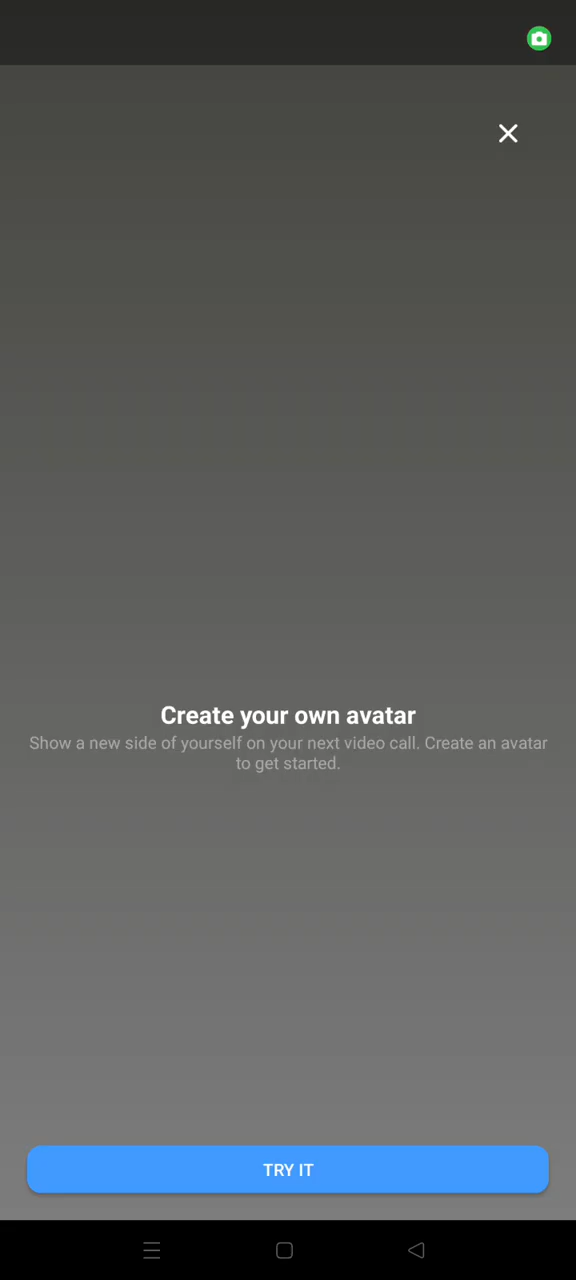 Create your own avatar
Show a new side of yourself on your next video call. Create an avatar
to get started.
TRY IT